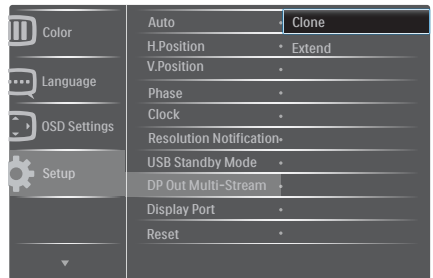 Color
Language
OSD Settings
Setup
Auto
H.Position
V.Position
Phase
Clock
Resolution Notification
USB Standby Mode
DP Out Multi-Stream
Display Port
Reset
Clone
Extend